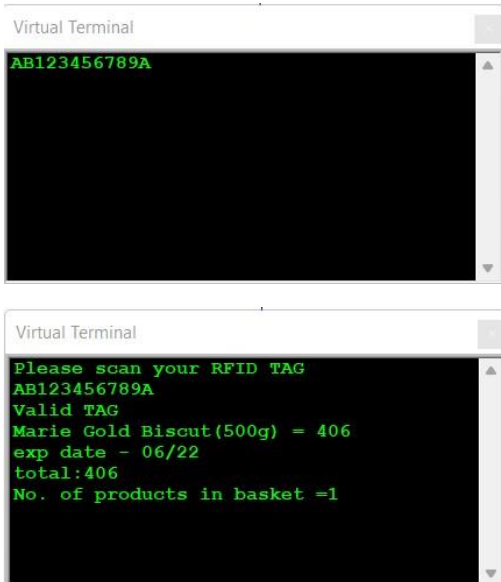 Virtual Terminal
AB123456789A
Virtual Terminal
Please scan your RFID TAG
AB123456789A
Valid TAG
Marie Gold Biscut(500g) = 406
exp date - 06/22
total:406
No. of products in basket =1